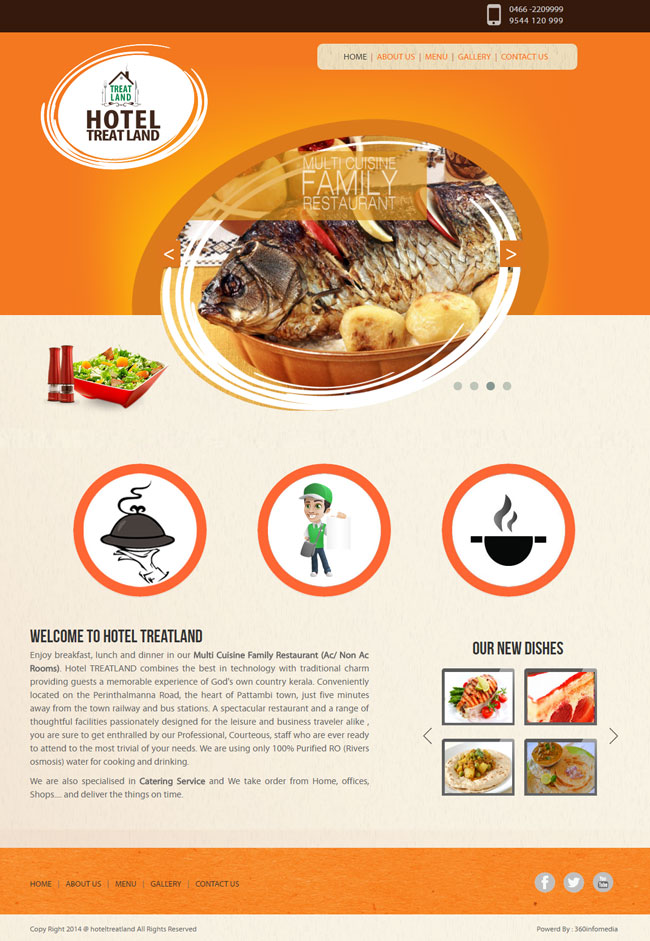 0466 -2209999
9544 120 999
HOME | ABOUT US | MENU | GALLERY | CONTACT US
TREAT
LAND
HOTEL
TREAT LAND
MULTI CUISINE
FAMILY
RESTAURANT
< >
WELCOME TO HOTEL TREATLAND
Enjoy breakfast, lunch and dinner in our Multi Cuisine Family Restaurant (Ac/ Non Ac
Rooms). Hotel TREATLAND combines the best in technology with traditional charm
providing guests a memorable experience of God's own country kerala. Conveniently
located on the Perinthalmanna Road, the heart of Pattambi town, just five minutes
away from the town railway and bus stations. A spectacular restaurant and a range of
thoughtful facilities passionately designed for the leisure and business traveler alike ,
you are sure to get enthralled by our Professional, Courteous, staff who are ever ready
to attend to the most trivial of your needs. We are using only 100% Purified RO (Rivers
osmosis) water for cooking and drinking.
We are also specialised in Catering Service and We take order from Home, offices,
Shops.... and deliver the things on time.
OUR NEW DISHES
HOME | ABOUT US | MENU | GALLERY | CONTACT US
Copy Right 2014 @ hoteltreatland All Rights Reserved
Powerd By : 360infomedia